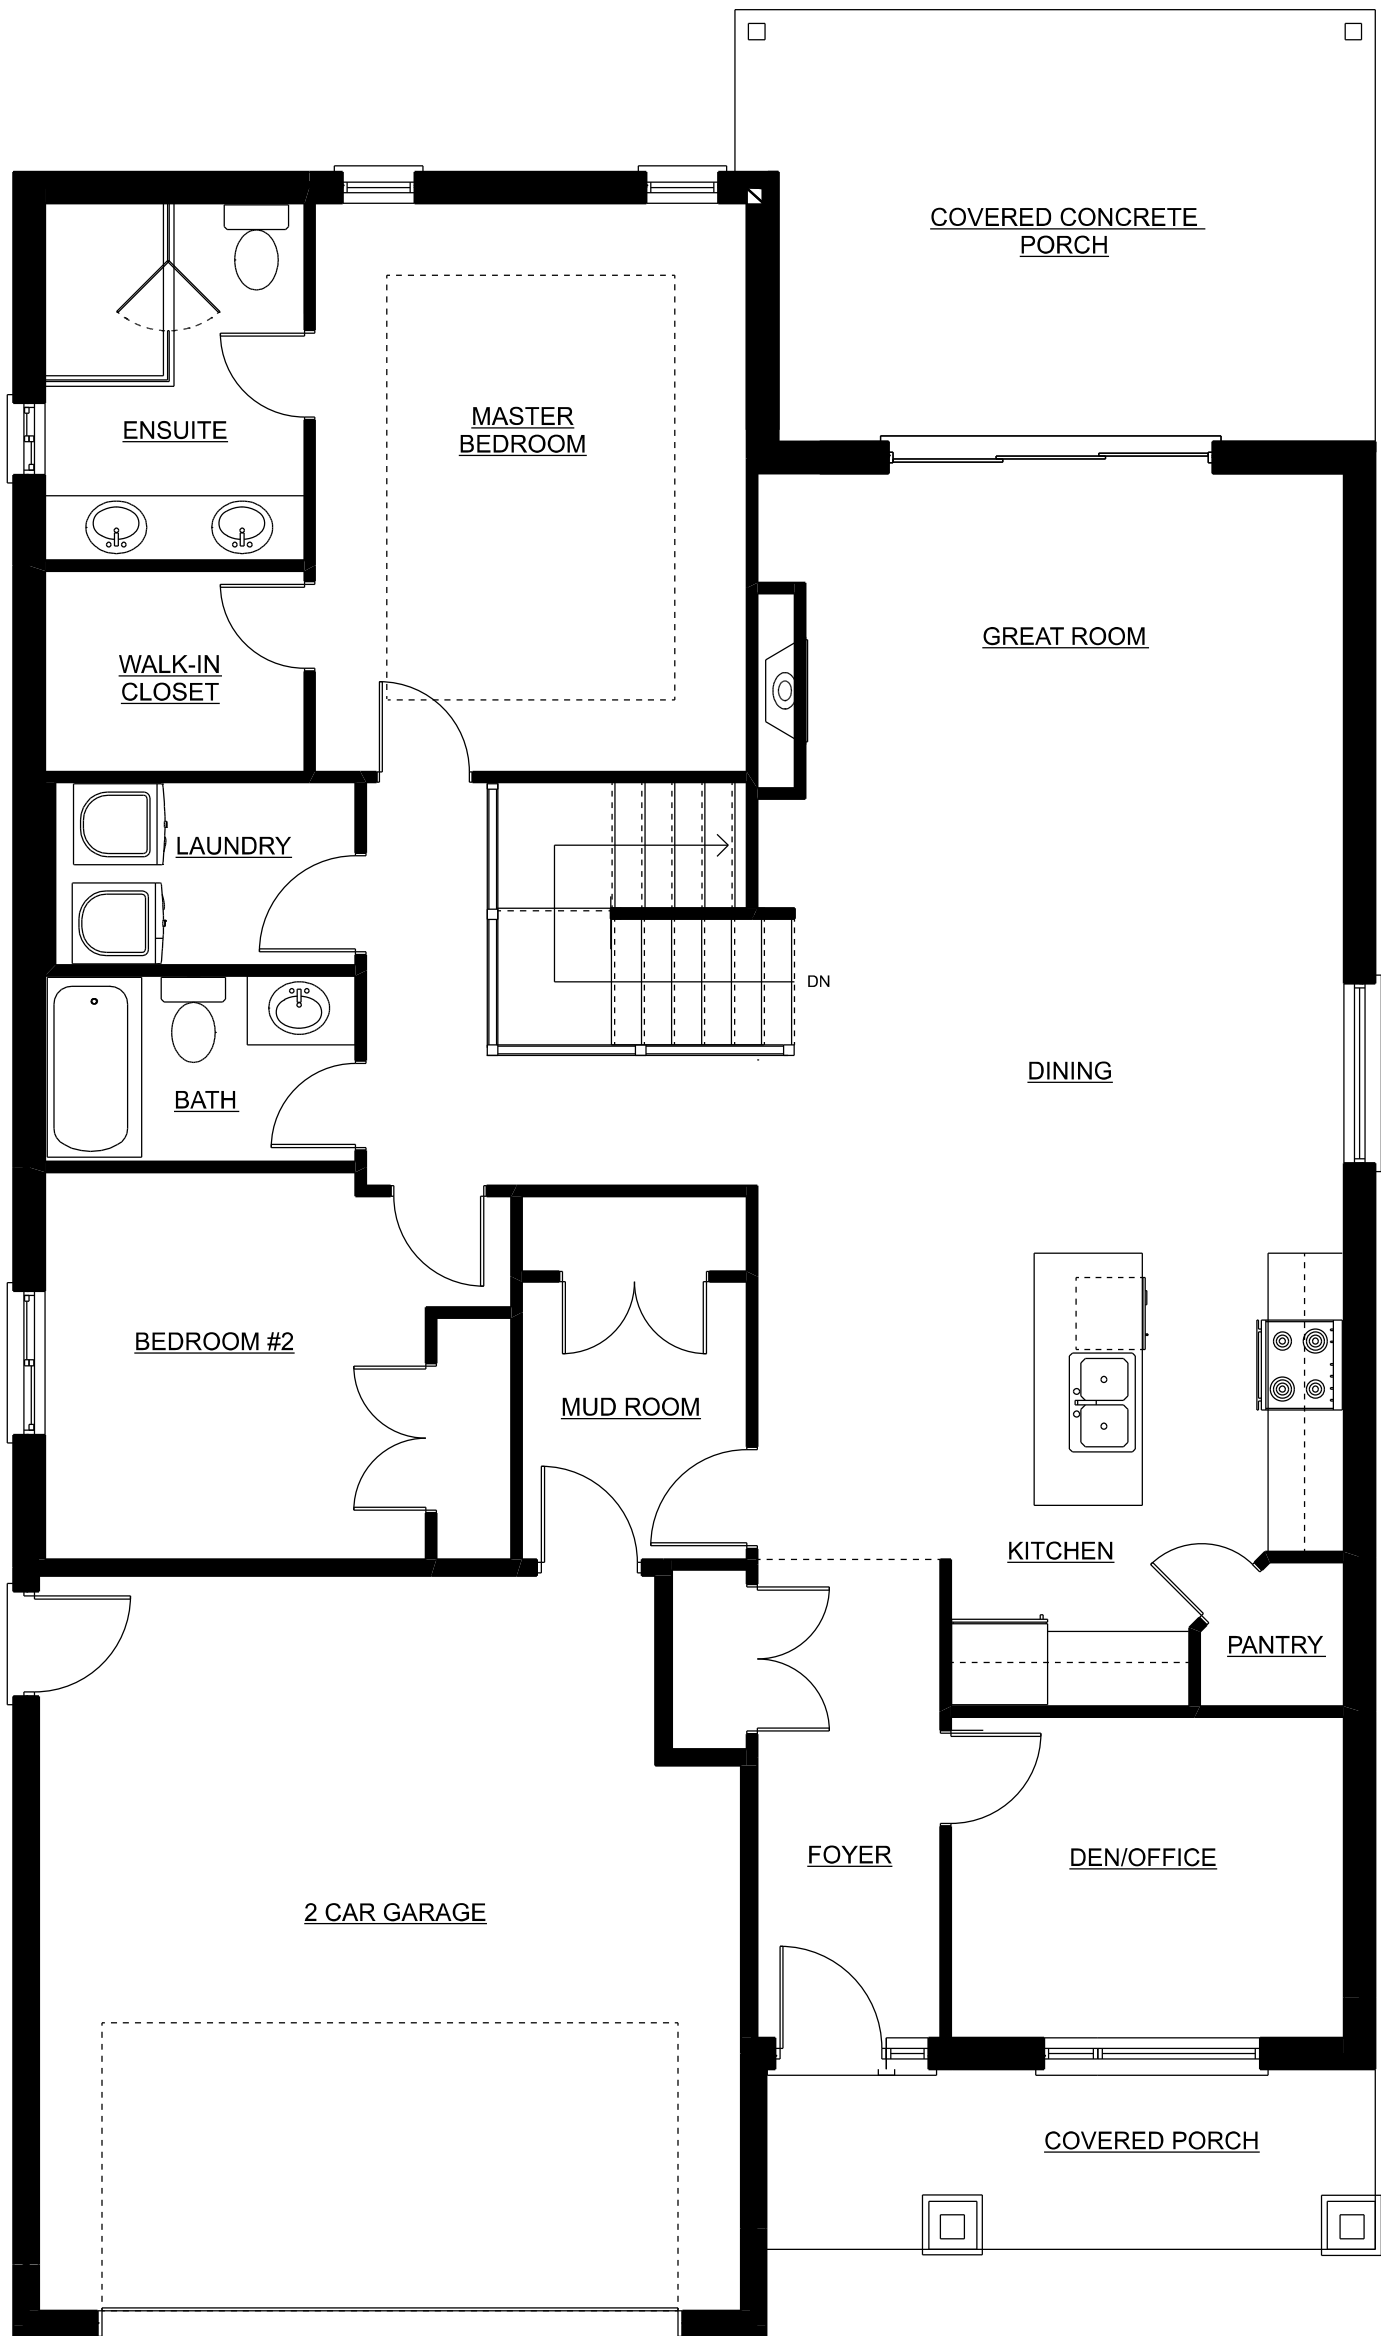 COVERED CONCRETE
PORCH
MASTER
BEDROOM
ENSUITE
GREAT ROOM
WALK-IN
CLOSET
LAUNDRY
DN
DINING
BATH
BEDROOM #2
MUD ROOM
KITCHEN
PANTRY
FOYER
DEN/OFFICE
2 CAR GARAGE
COVERED PORCH